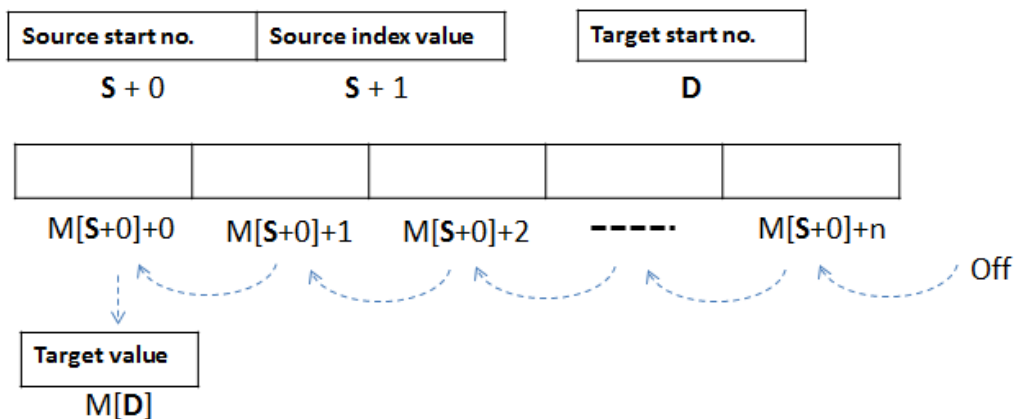 Source start no. Source index value Target start no.
S + 0 S + 1 D
M[S+0]+0 M[S+0]+1 M[S+0]+2 ----- M[S+0]+n
Off
Target value
M[D]